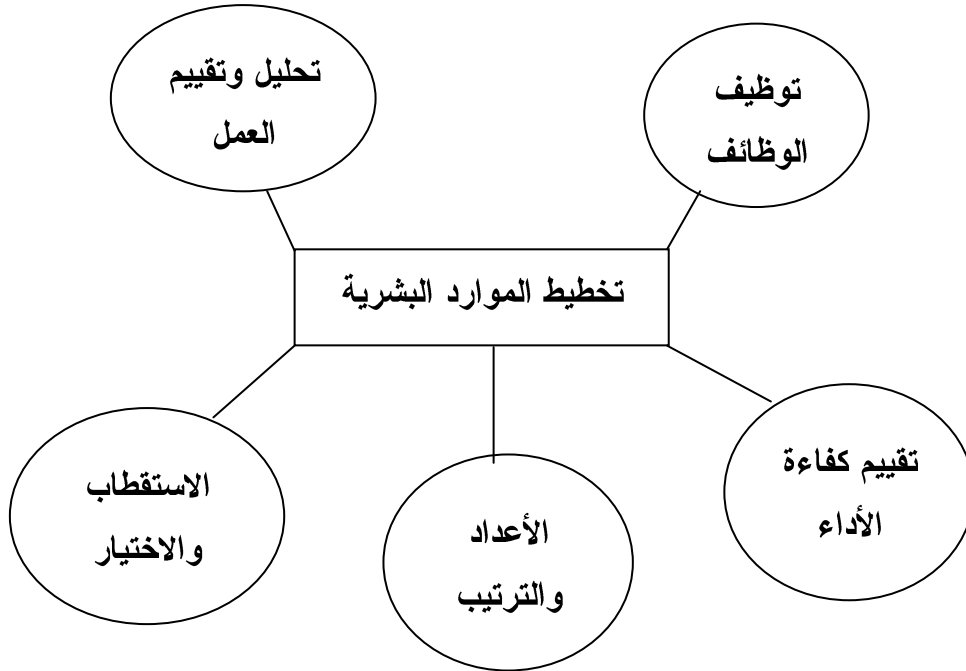 توظيف
الوظائف
تحليل وتقييم
العمل
تخطيط الموارد البشرية
تقييم كفاءة
الأداء
الأعداد
والترتيب
الاستقطاب
والاختيار